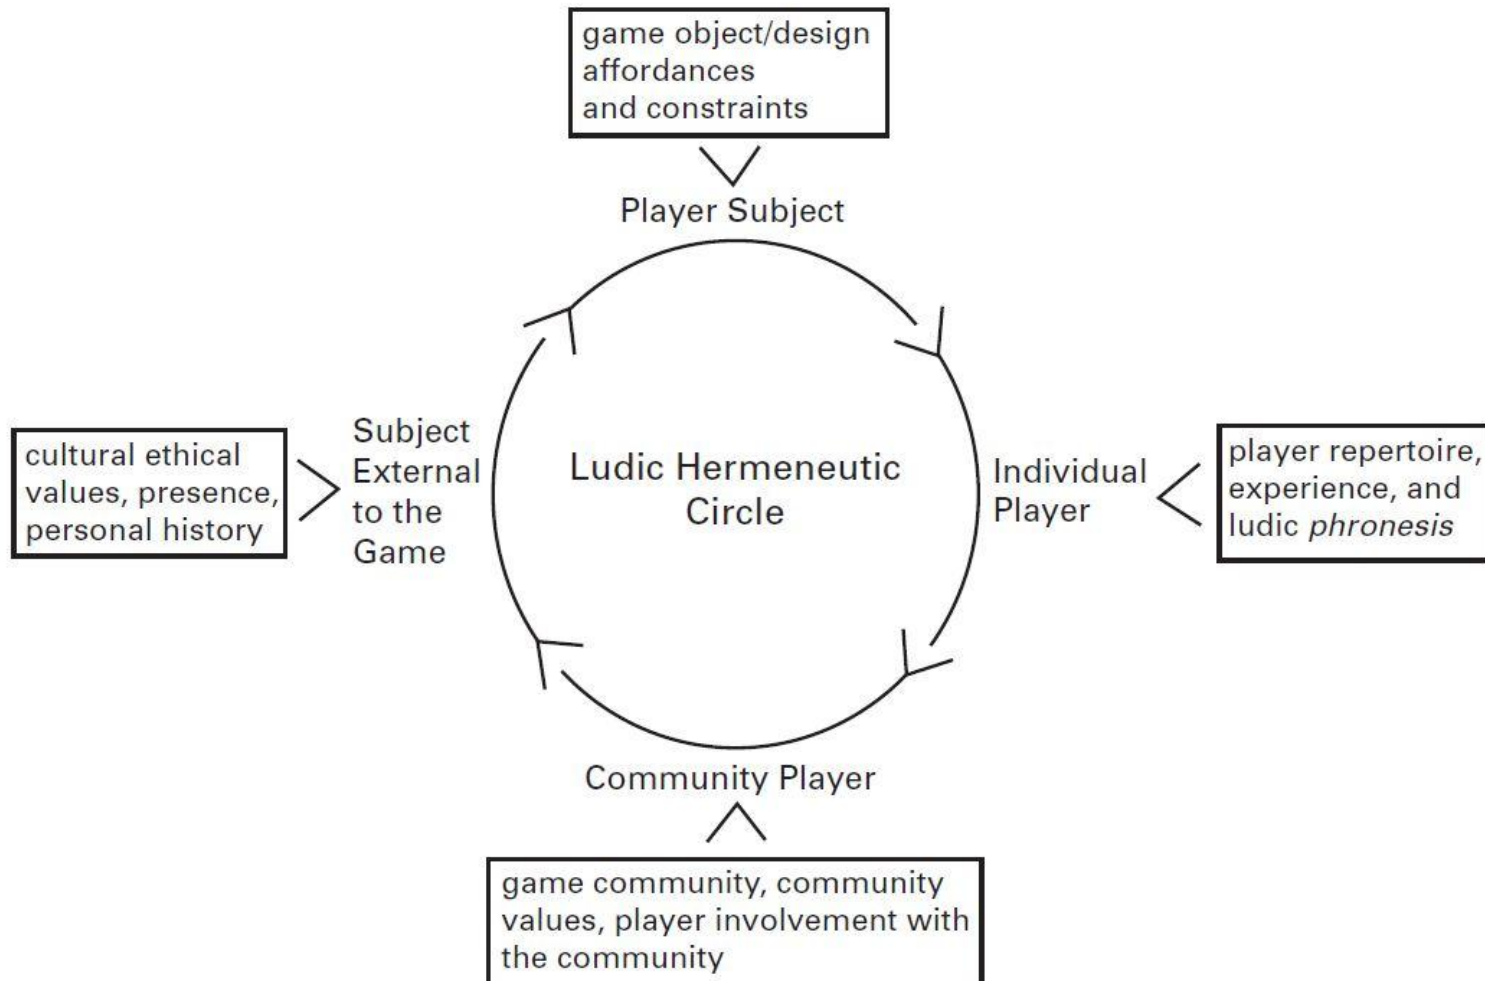 game object/design
affordances
and constraints
Player Subject
cultural ethical
values, presence,
personal history
Subject
External
to the
Game
Ludic Hermeneutic
Circle
Individual
Player
player repertoire,
experience, and
ludic phronesis
Community Player
game community, community
values, player involvement with
the community